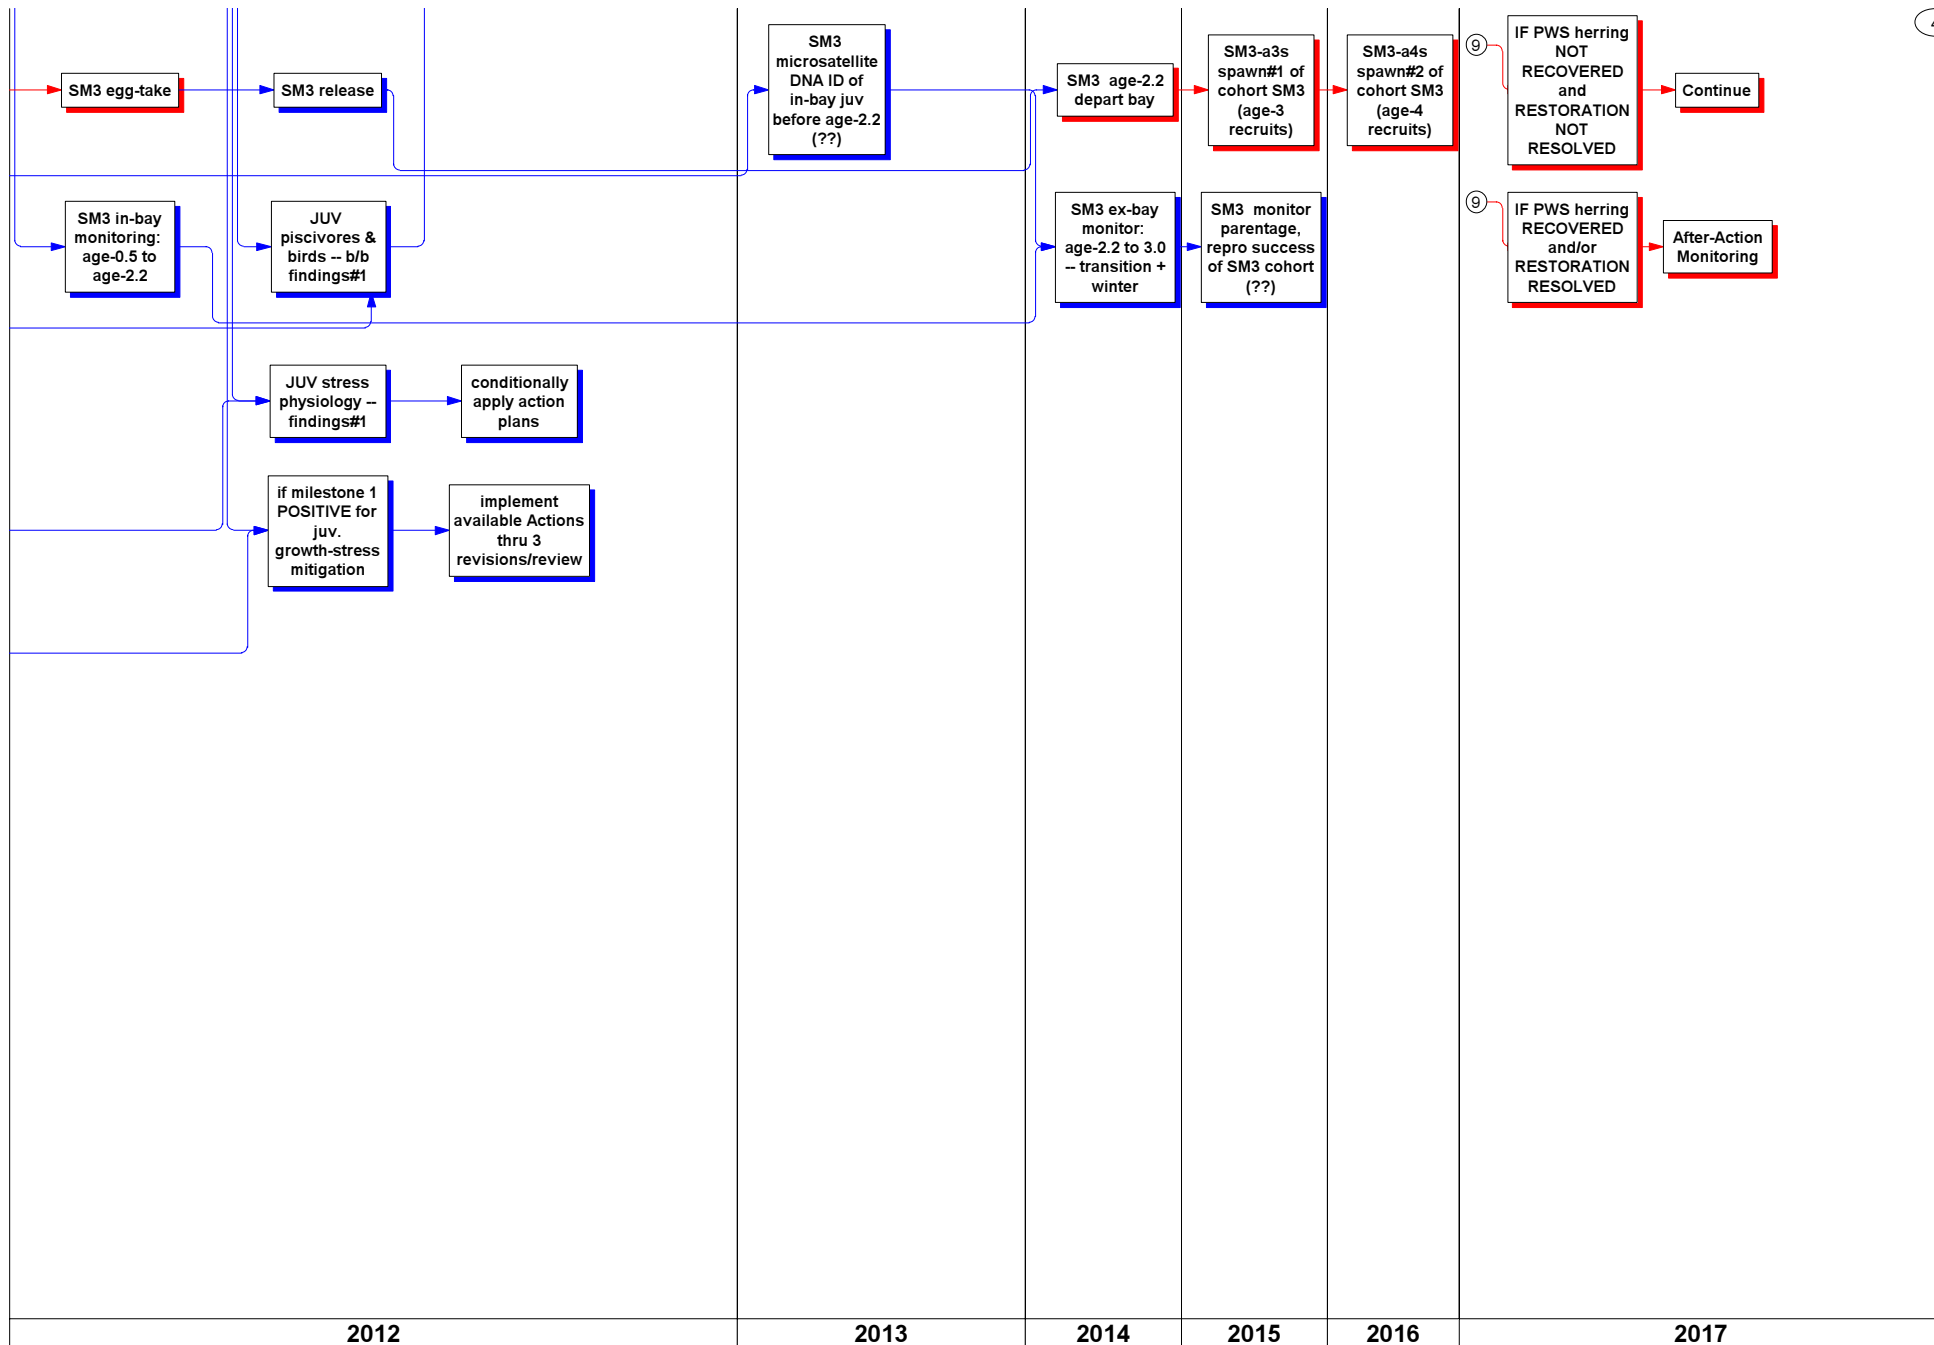 4
SM3 egg-take
SM3 release
SM3
microsatellite
DNA ID of
in-bay juv
before age-2.2
(??)
SM3 age-2.2
depart bay
SM3-a3s
spawn#1 of
cohort SM3
(age-3
recruits)
SM3-a4s
spawn#2 of
cohort SM3
(age-4
recruits)
9
IF PWS herring
NOT
RECOVERED
and
RESTORATION
NOT
RESOLVED
Continue
SM3 in-bay
monitoring:
age-0.5 to
age-2.2
JUV
piscivores &
birds -- b/b
findings#1
SM3 ex-bay
monitor:
age-2.2 to 3.0
-- transition +
winter
SM3 monitor
parentage,
repro success
of SM3 cohort
(??)
9
IF PWS herring
RECOVERED
and/or
RESTORATION
RESOLVED
After-Action
Monitoring
JUV stress
physiology --
findings#1
conditionally
apply action
plans
if milestone 1
POSITIVE for
juv.
growth-stress
mitigation
implement
available Actions
thru 3
revisions/review
2012
2013
2014
2015
2016
2017